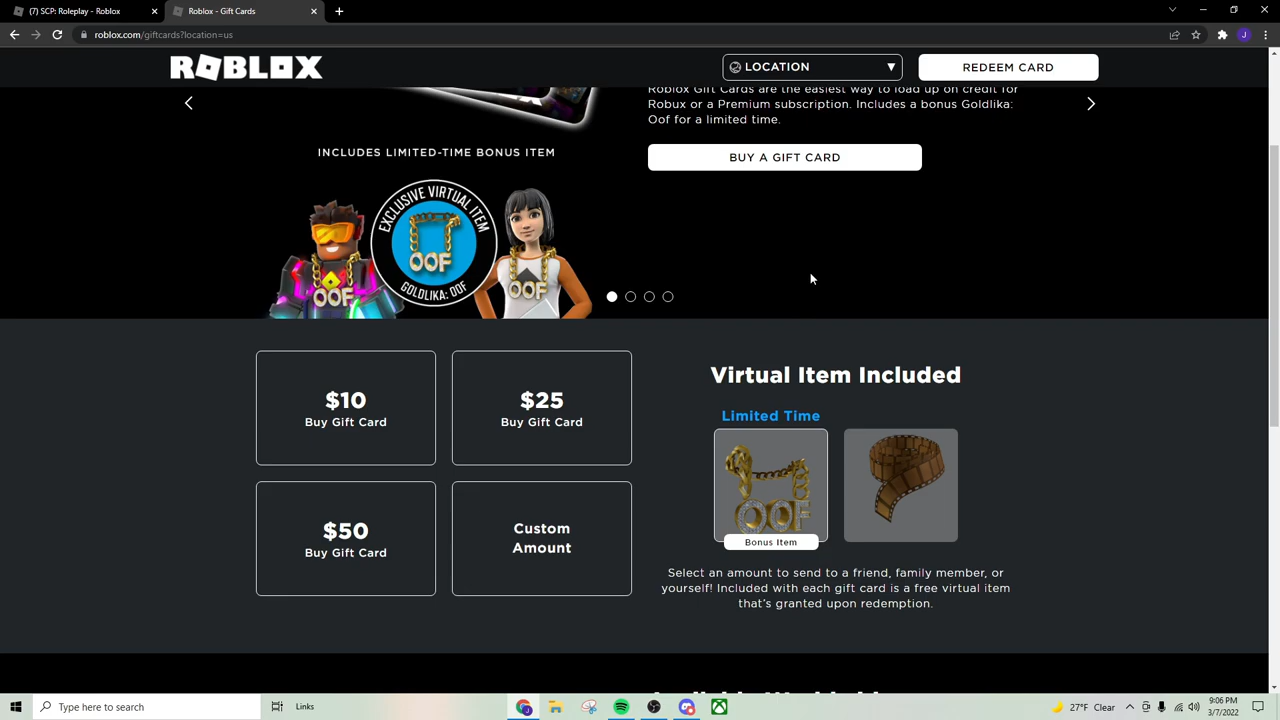 (7) SCP: Roleplay - Roblox
Roblox - Gift Cards
roblox.com/giftcards?location=us
J
ROBLOX
LOCATION
REDEEM CARD
Roblox Gift Cards are the easiest way to load up on credit for
Robux or a Premium subscription. Includes a bonus Goldlika:
Oof for a limited time.
BUY A GIFT CARD
INCLUDES LIMITED-TIME BONUS ITEM
EXCLUSIVE VIRTUAL ITEM
OOF
GOLDLIKA: OOF
OOF
OOF
$10
Buy Gift Card
$25
Buy Gift Card
$50
Buy Gift Card
Custom
Amount
Virtual Item Included
Limited Time
OOF
Bonus Item
Select an amount to send to a friend, family member, or
yourself! Included with each gift card is a free virtual item
that's granted upon redemption.
Type here to search
Links
27°F Clear
9:06 PM
3/7/2022